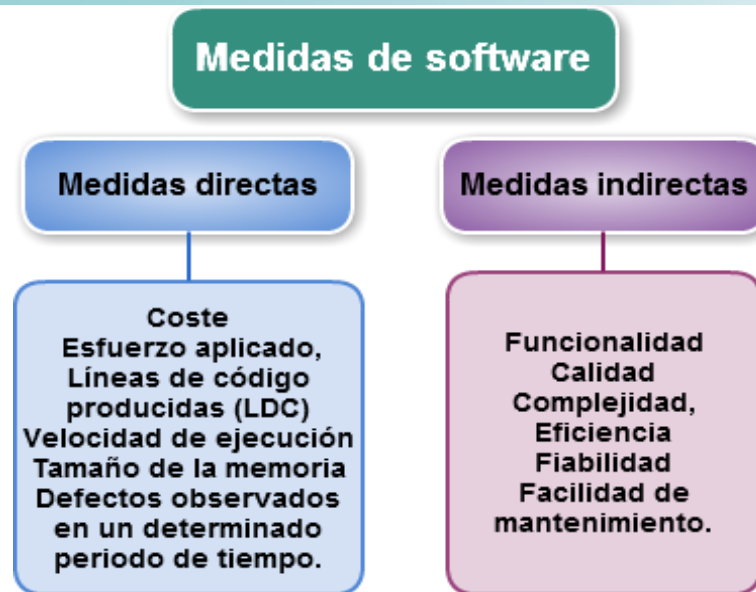 Medidas de software
Medidas directas
Medidas indirectas
Coste
Esfuerzo aplicado,
Líneas de código
producidas (LDC)
Velocidad de ejecución
Tamaño de la memoria
Defectos observados
en un determinado
periodo de tiempo.
Funcionalidad
Calidad
Complejidad,
Eficiencia
Fiabilidad
Facilidad de
mantenimiento.